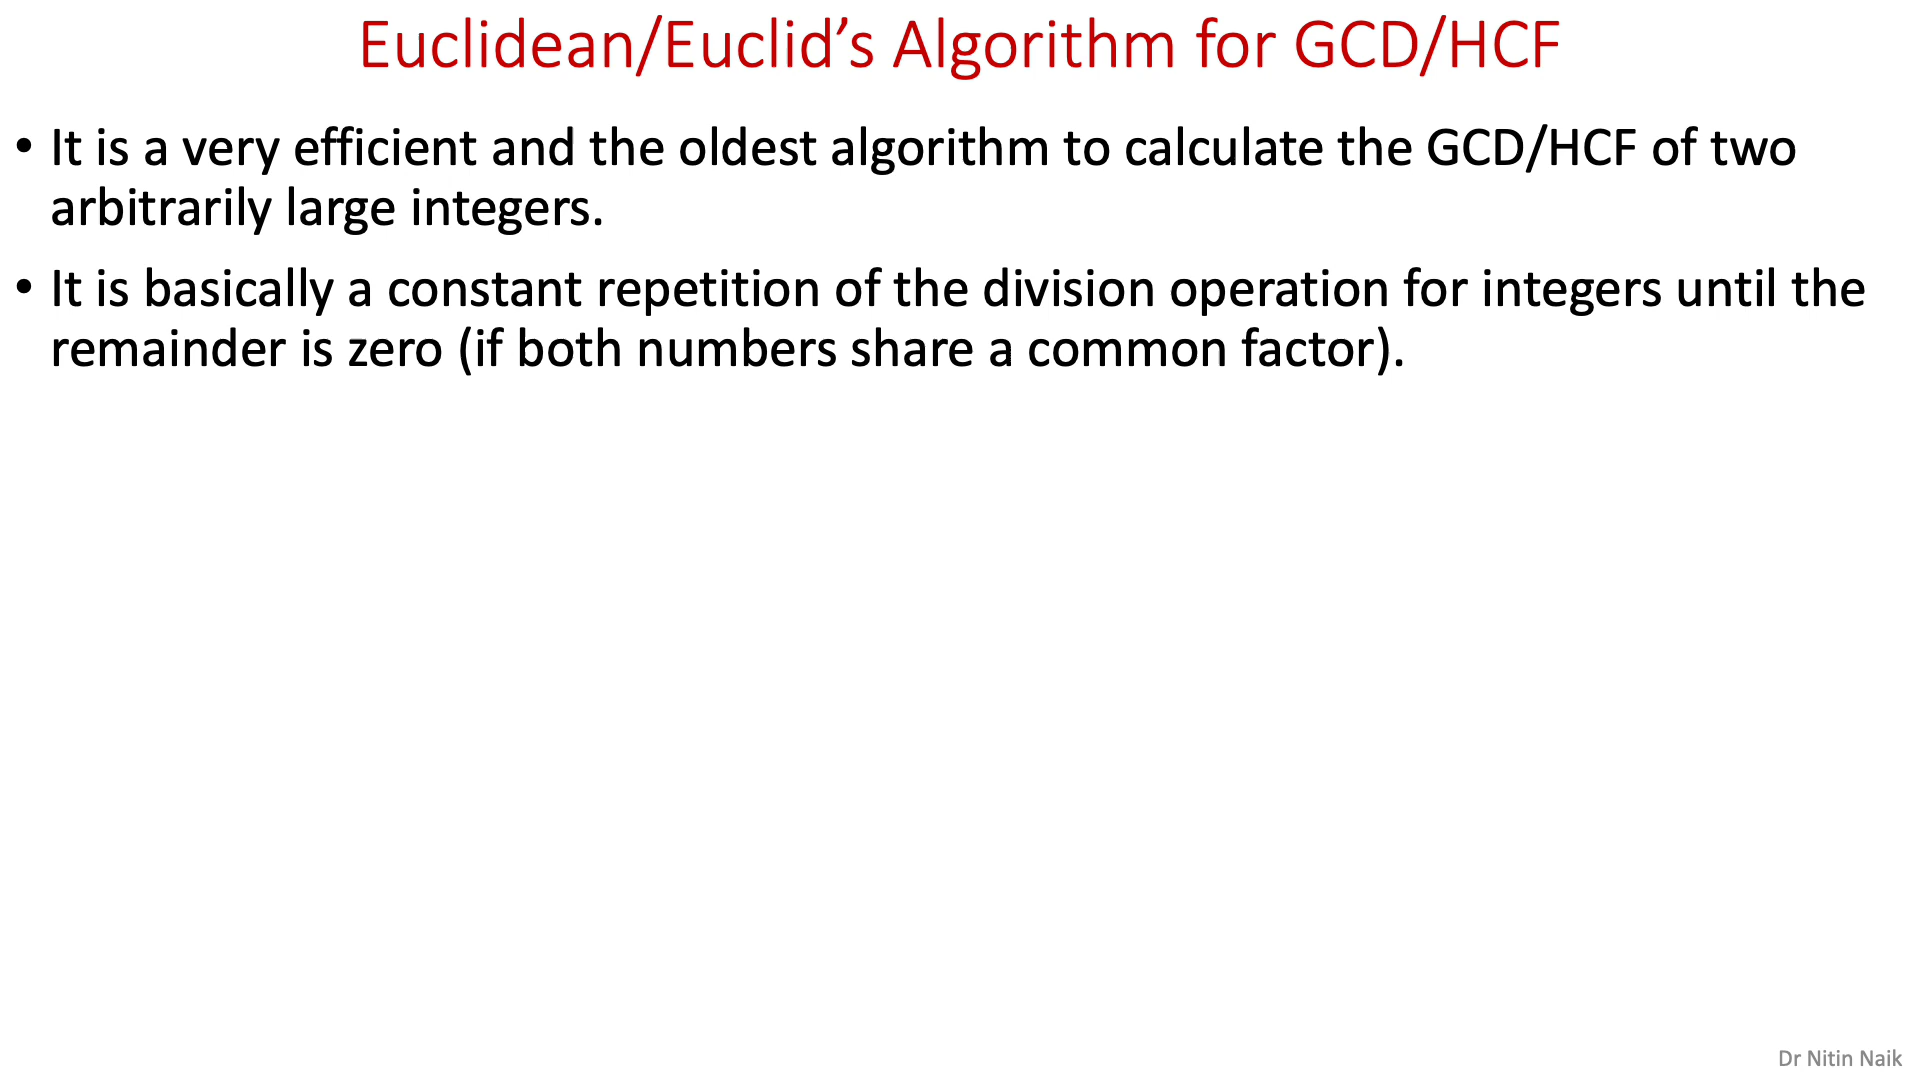 Euclidean/Euclid’s Algorithm for GCD/HCF
• It is a very efficient and the oldest algorithm to calculate the GCD/HCF of two
arbitrarily large integers.
• It is basically a constant repetition of the division operation for integers until the
remainder is zero (if both numbers share a common factor).
Dr Nitin Naik